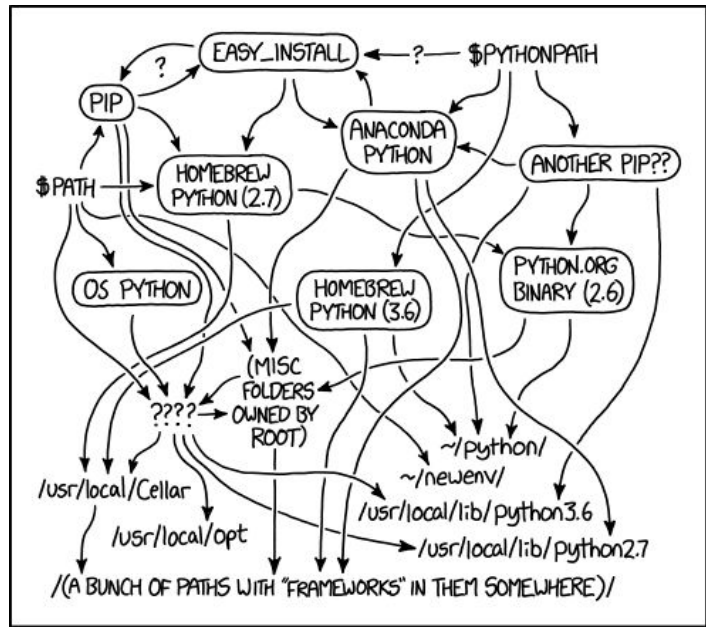 EASY_INSTALL
?
$PYTHONPATH
?
PIP
ANACONDA
PYTHON
ANOTHER PIP??
HOMEBREW
PYTHON (2.7)
$PATH
OS PYTHON
HOMEBREW
PYTHON (3.6)
PYTHON.ORG
BINARY (2.6)
(MISC
FOLDERS
OWNED BY
ROOT)
????
~/python/
~/newenv/
/usr/local/Cellar
/usr/local/opt
/usr/local/lib/python3.6
/usr/local/lib/python2.7
/(A BUNCH OF PATHS WITH "FRAMEWORKS" IN THEM SOMEWHERE)/